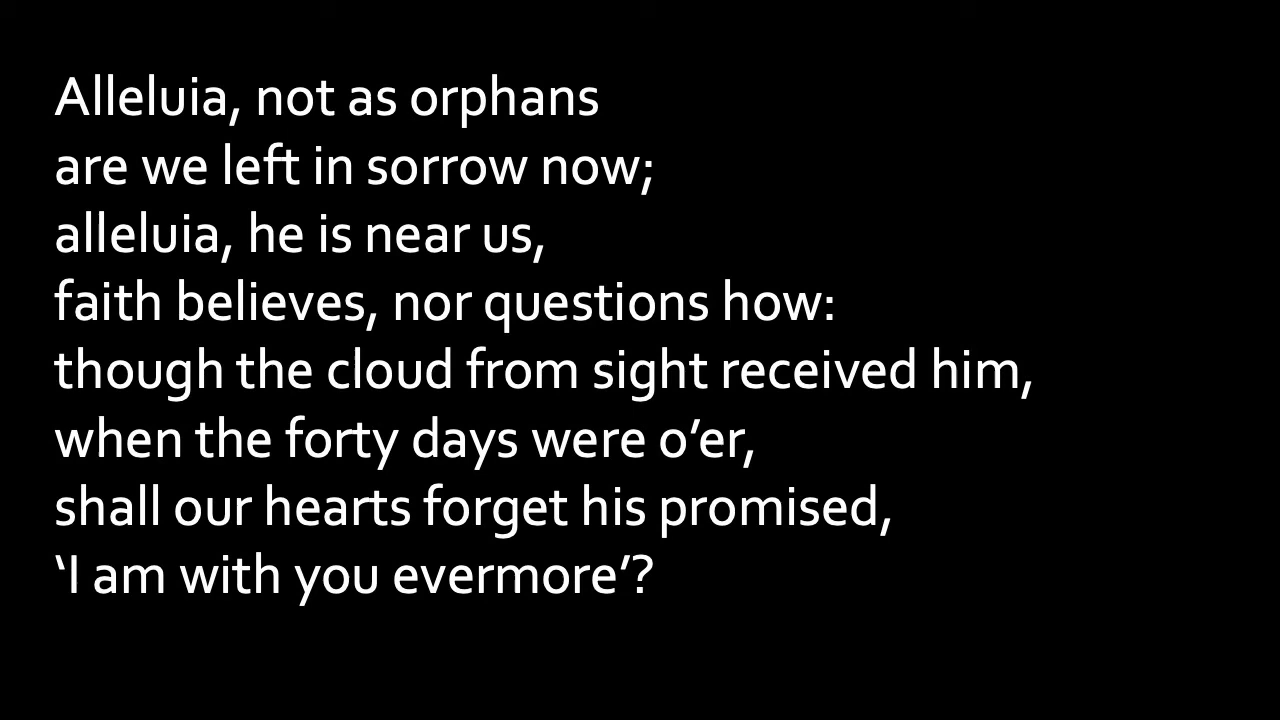 Alleluia, not as orphans
are we left in sorrow now;
alleluia, he is near us,
faith believes, nor questions how:
though the cloud from sight received him,
when the forty days were o’er,
shall our hearts forget his promised,
‘I am with you evermore’?